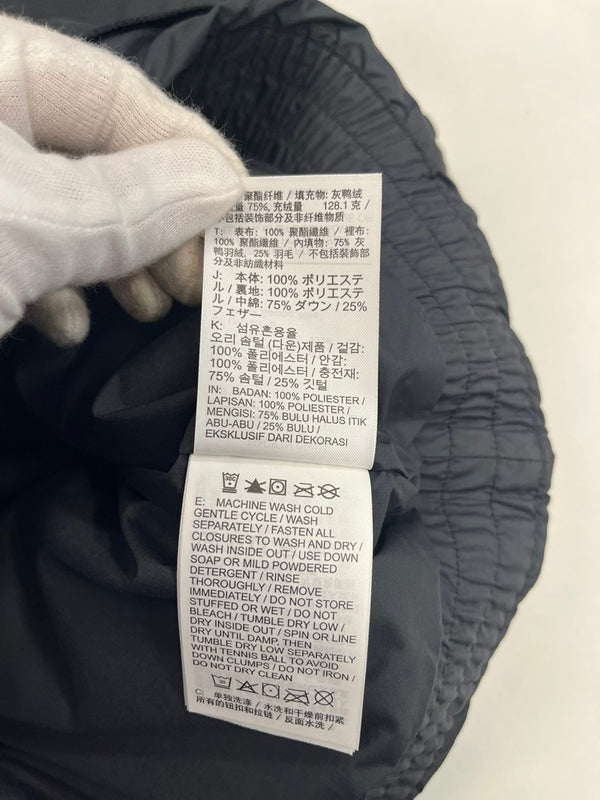 聚酯纤维 / 填充物: 灰鸭绒
75%, 充绒量 128.1 克 /
不包括装饰部分及非纤维物质
T: 表布: 100% 聚酯纖維 / 裡布:
100% 聚酯纖維 / 內填物: 75% 灰
鴨羽絨, 25% 羽毛 / 不包括裝飾部
分及非紡織材料
J: 本体: 100% ポリエステ
ル / 裏地: 100% ポリエステ
ル / 中綿: 75% ダウン / 25%
フェザー
K: 섬유혼용율
오리 솜털 (다운)제품 / 겉감:
100% 폴리에스터 / 안감:
100% 폴리에스터 / 충전재:
75% 솜털 / 25% 깃털
IN: BADAN: 100% POLIESTER /
LAPISAN: 100% POLIESTER /
MENGISI: 75% BULU HALUS ITIK
ABU-ABU / 25% BULU /
EKSKLUSIF DARI DEKORASI
E: MACHINE WASH COLD
GENTLE CYCLE / WASH
SEPARATELY / FASTEN ALL
CLOSURES TO WASH AND DRY /
WASH INSIDE OUT / USE DOWN
SOAP OR MILD POWDERED
DETERGENT / RINSE
THOROUGHLY / REMOVE
IMMEDIATELY / DO NOT STORE
STUFFED OR WET / DO NOT
BLEACH / TUMBLE DRY LOW /
DRY INSIDE OUT / SPIN OR LINE
DRY UNTIL DAMP, THEN
TUMBLE DRY LOW SEPARATELY
WITH TENNIS BALL TO AVOID
DOWN CLUMPS / DO NOT IRON /
DO NOT DRY CLEAN
30
C: 单独洗涤 / 水洗和干燥前扣紧
所有的钮扣和拉链 / 反面水洗 /